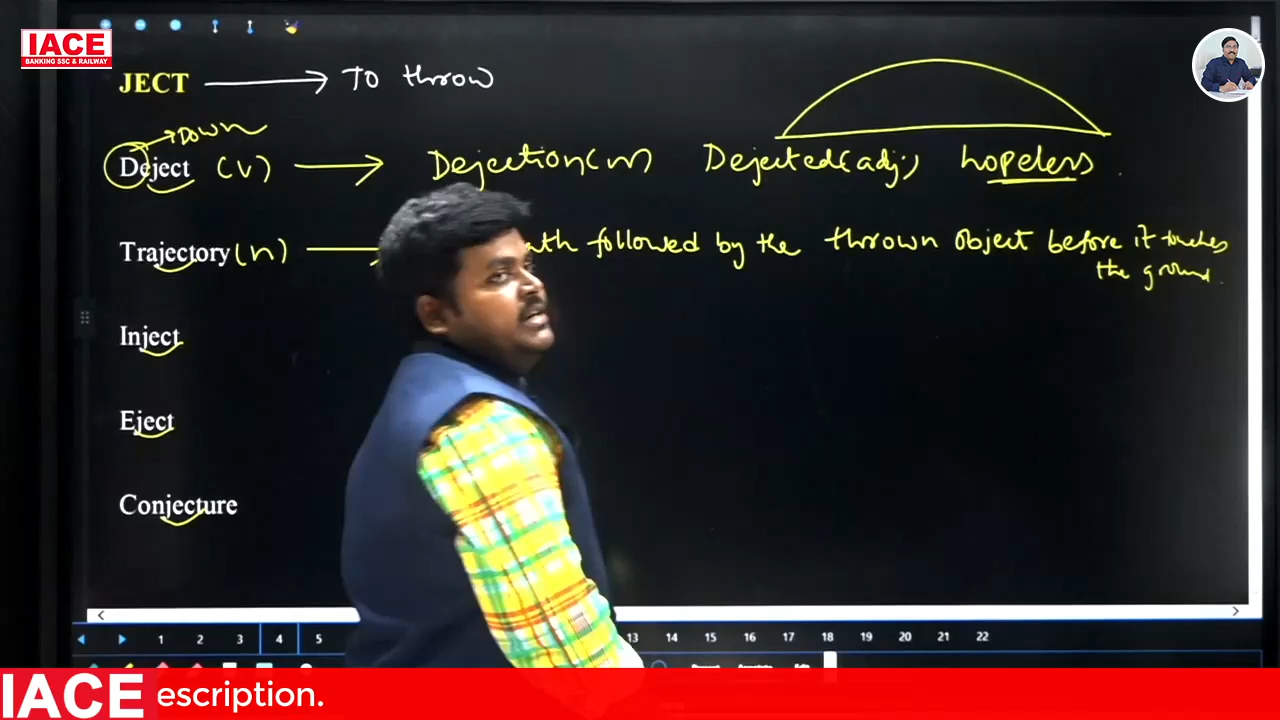 IACE
BANKING SSC & RAILWAY
JECT To throw
Down
Deject (v) Dejection(n) Dejected(adj) hopeless
Trajectory(n) ath followed by the thrown object before it touches
the ground.
Inject
Eject
Conjecture
1 2 3 4 5 13 14 15 16 17 18 19 20 21 22
IACE escription.